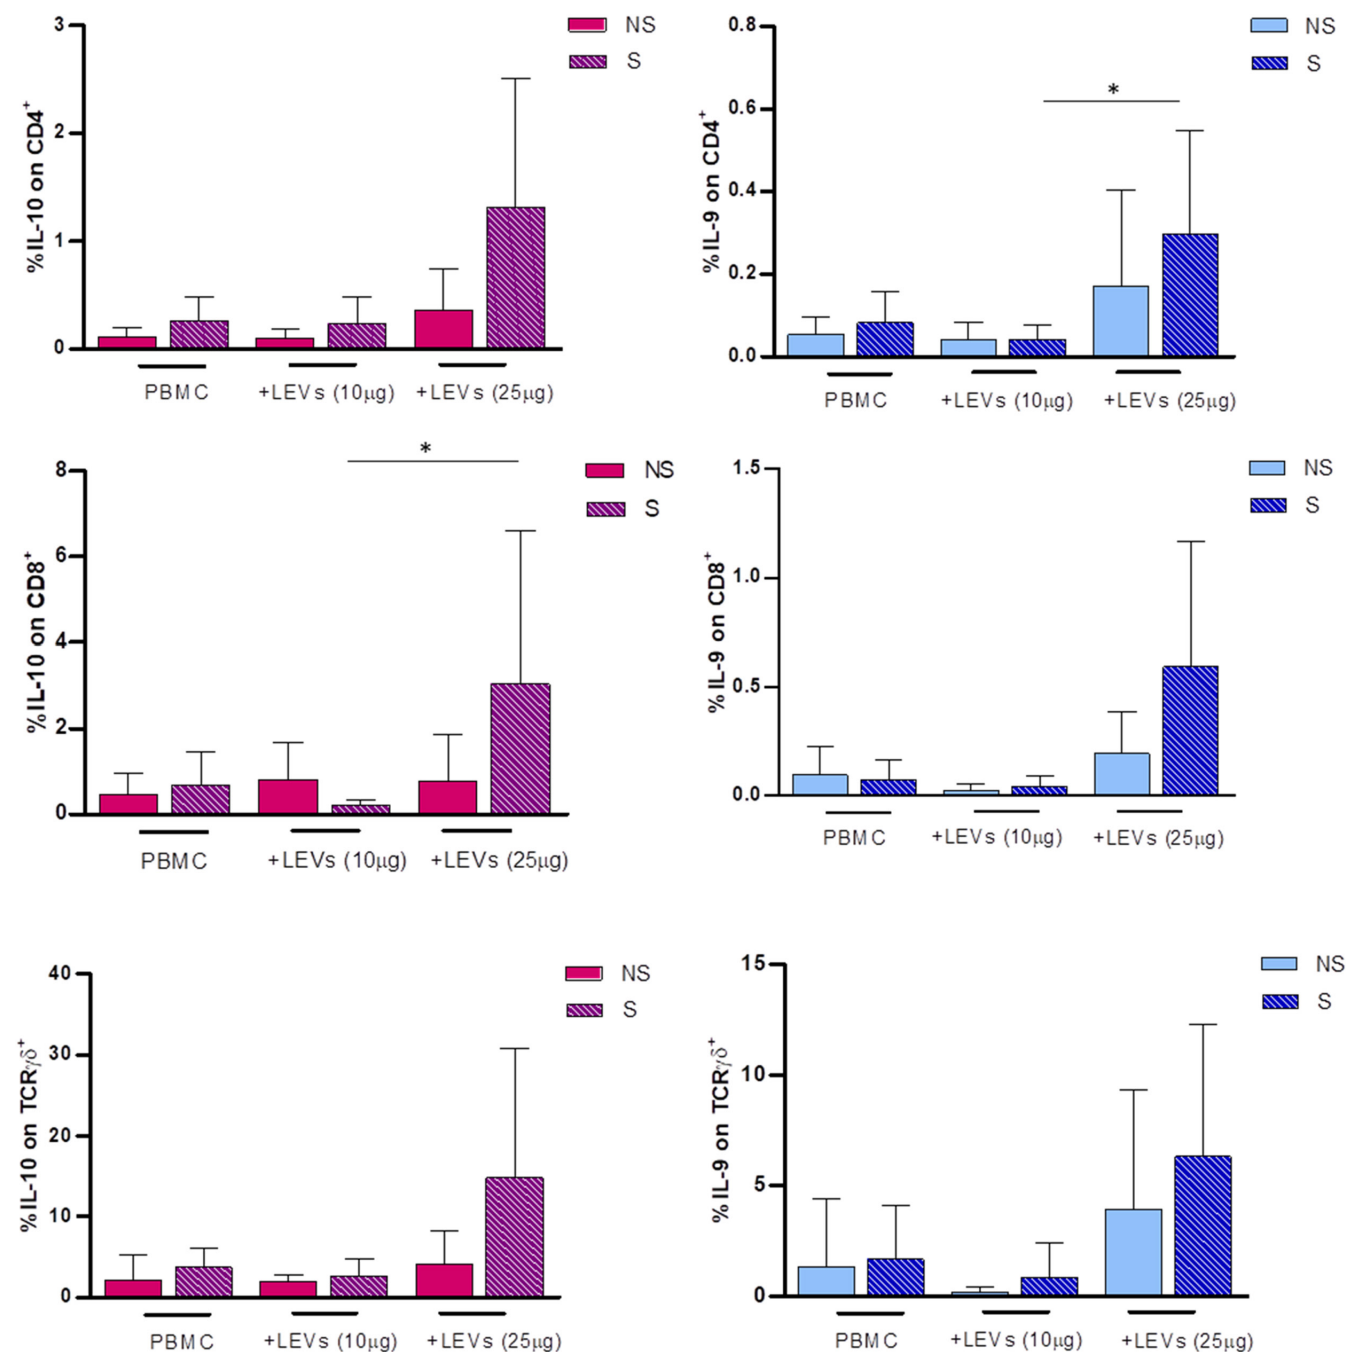 3
2
1
0
%IL-10 on CD4⁺
NS
S
PBMC
+LEVs (10µg)
+LEVs (25µg)
0.8
0.6
0.4
0.2
0.0
%IL-9 on CD4⁺
*
NS
S
PBMC
+LEVs (10µg)
+LEVs (25µg)
8
6
4
2
0
%IL-10 on CD8⁺
*
NS
S
PBMC
+LEVs (10µg)
+LEVs (25µg)
1.5
1.0
0.5
0.0
% IL-9 on CD8⁺
NS
S
PBMC
+LEVs (10µg)
+LEVs (25µg)
40
30
20
10
0
%IL-10 on TCRγδ⁺
NS
S
PBMC
+LEVs (10µg)
+LEVs (25µg)
15
10
5
0
% IL-9 on TCRγδ⁺
NS
S
PBMC
+LEVs (10µg)
+LEVs (25µg)